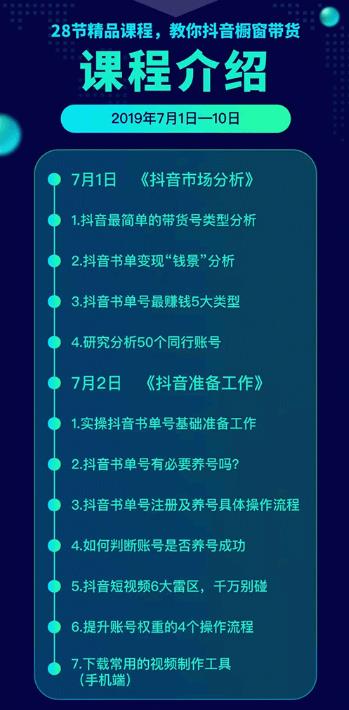 28节精品课程，教你抖音橱窗带货
课程介绍
2019年7月1日—10日
7月1日 《抖音市场分析》
1.抖音最简单的带货号类型分析
2.抖音书单变现“钱景”分析
3.抖音书单号最赚钱5大类型
4.研究分析50个同行账号
7月2日 《抖音准备工作》
1.实操抖音书单号基础准备工作
2.抖音书单号有必要养号吗?
3.抖音书单号注册及养号具体操作流程
4.如何判断账号是否养号成功
5.抖音短视频6大雷区，千万别碰
6.提升账号权重的4个操作流程
7.下载常用的视频制作工具
（手机端）